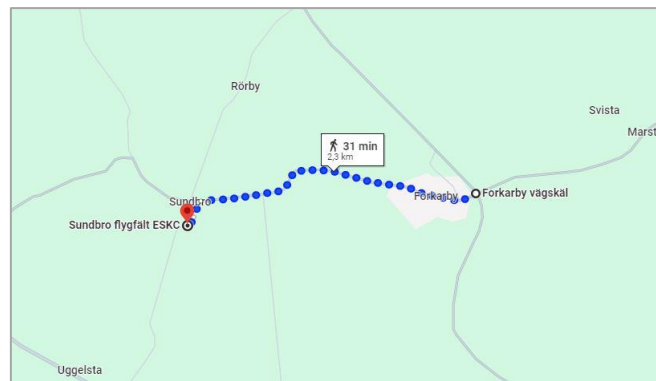 Rörby
Svista
Marst
31 min
2,3 km
Sundbro
Forkarby
Forkarby vägskäl
Sundbro flygfält ESKC
Uggelsta